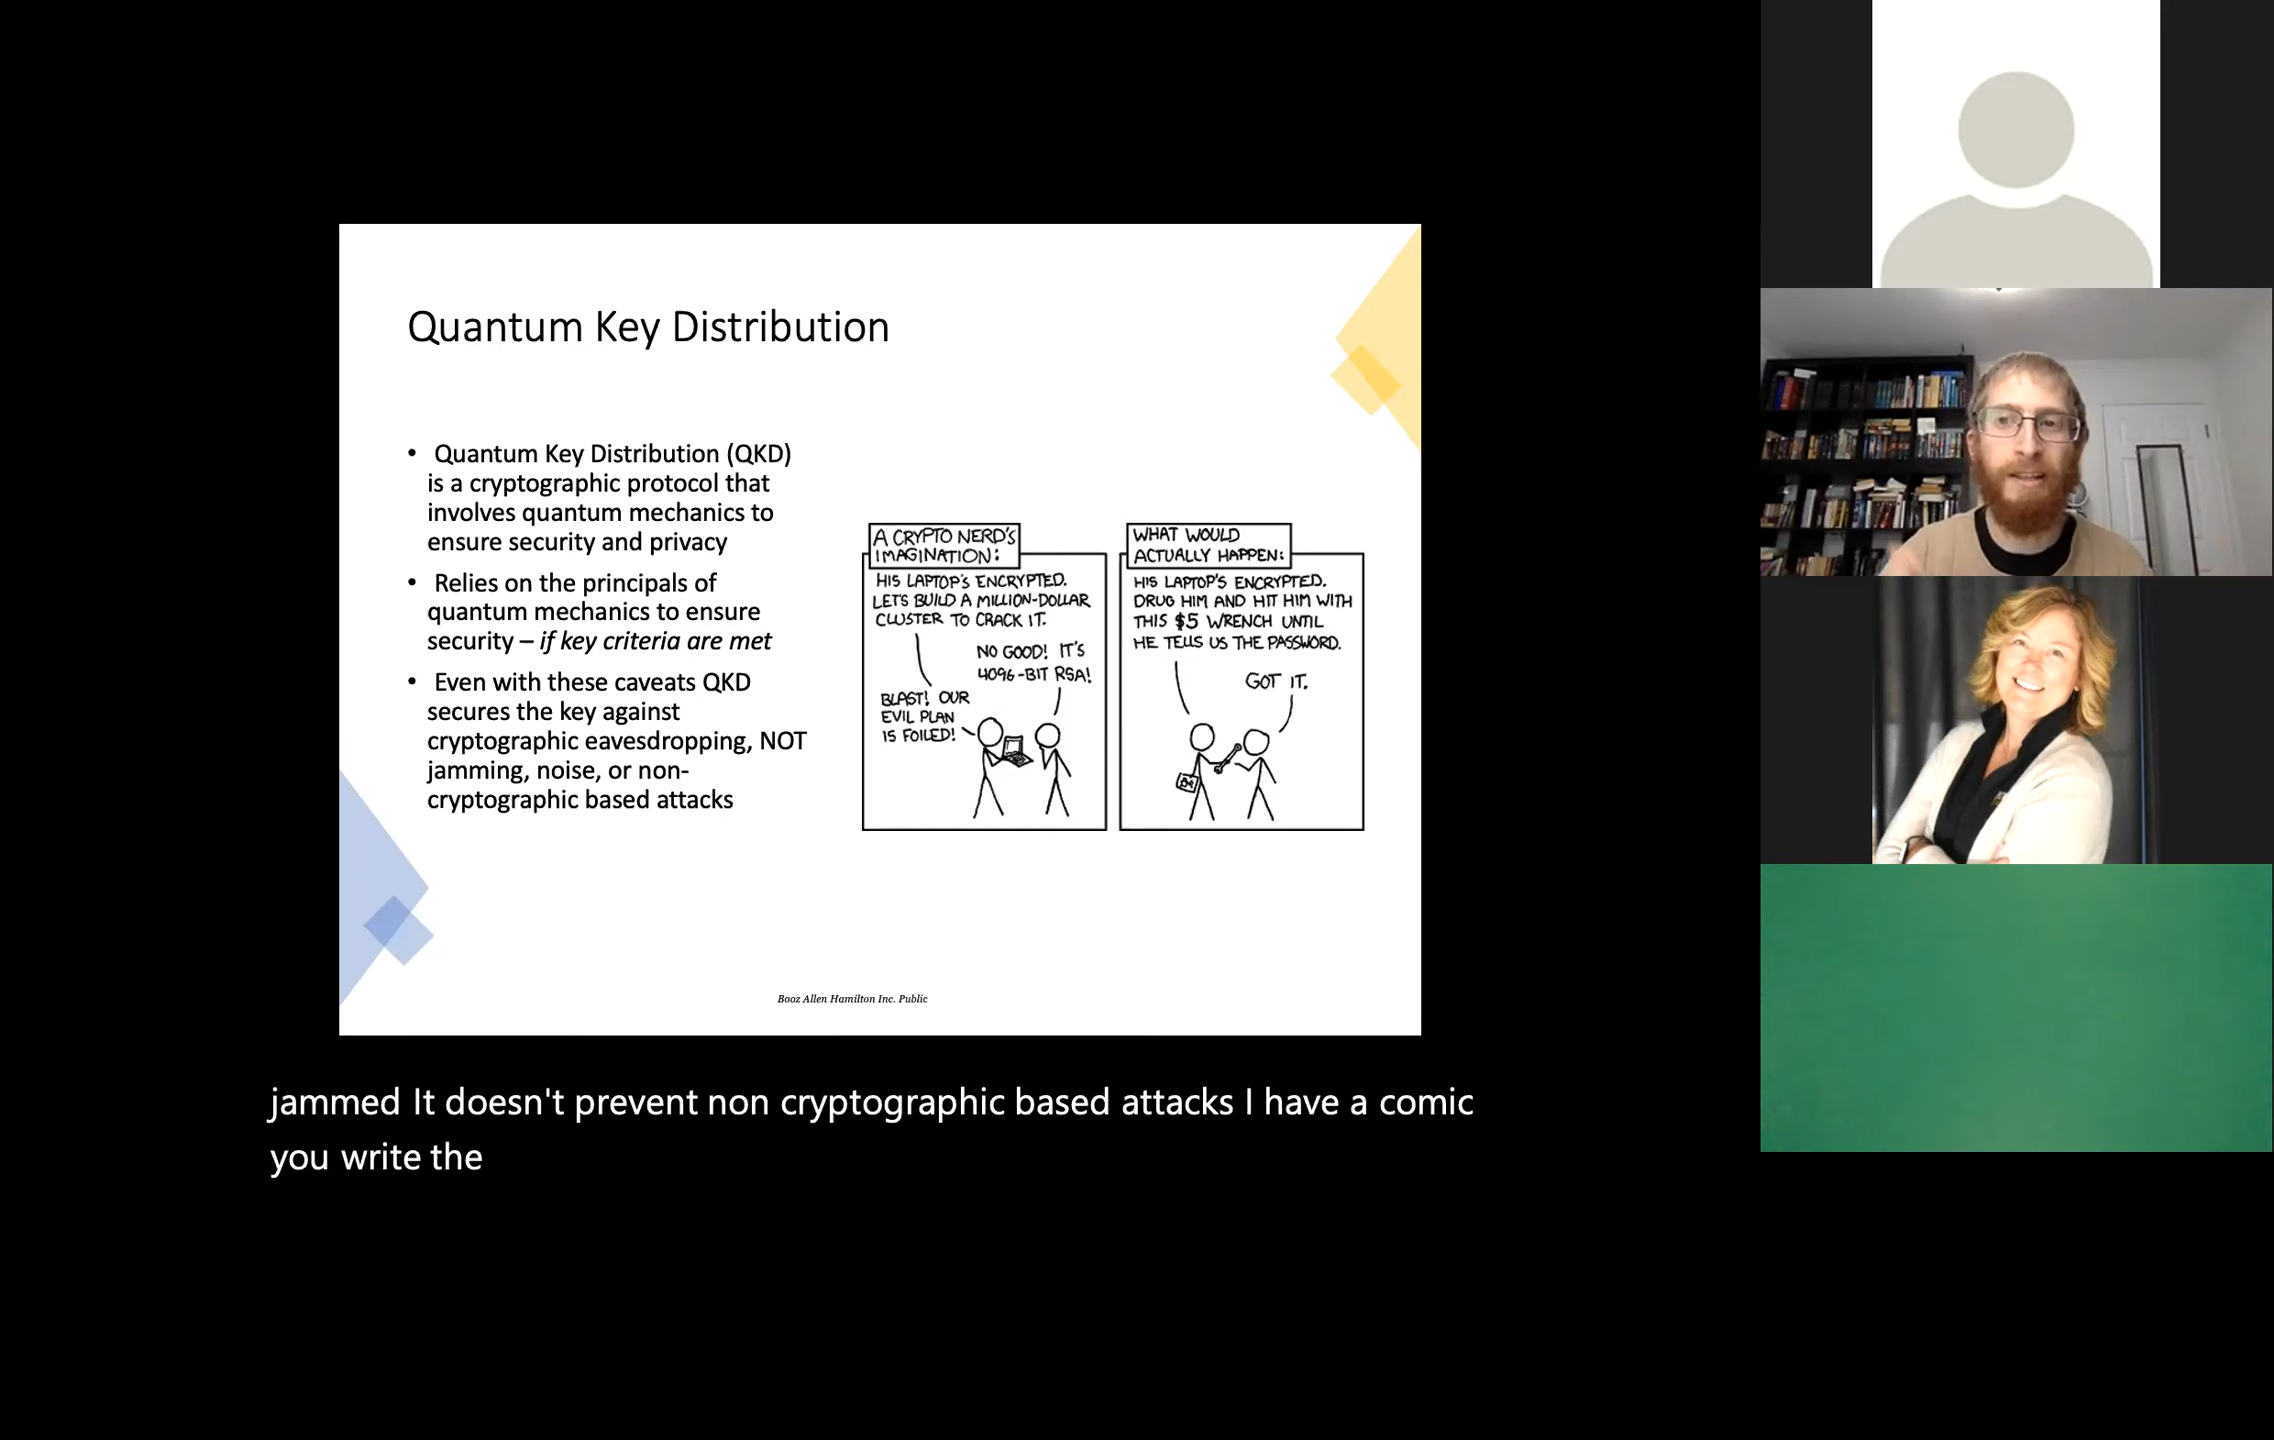 Quantum Key Distribution
• Quantum Key Distribution (QKD)
is a cryptographic protocol that
involves quantum mechanics to
ensure security and privacy
• Relies on the principals of
quantum mechanics to ensure
security – if key criteria are met
• Even with these caveats QKD
secures the key against
cryptographic eavesdropping, NOT
jamming, noise, or non-
cryptographic based attacks
A CRYPTO NERD'S
IMAGINATION:
HIS LAPTOP'S ENCRYPTED.
LET'S BUILD A MILLION-DOLLAR
CLUSTER TO CRACK IT.
NO GOOD! IT'S
4096-BIT RSA!
BLAST! OUR
EVIL PLAN
IS FOILED!
WHAT WOULD
ACTUALLY HAPPEN:
HIS LAPTOP'S ENCRYPTED.
DRUG HIM AND HIT HIM WITH
THIS $5 WRENCH UNTIL
HE TELLS US THE PASSWORD.
GOT IT.
Booz Allen Hamilton Inc. Public
jammed It doesn't prevent non cryptographic based attacks I have a comic
you write the